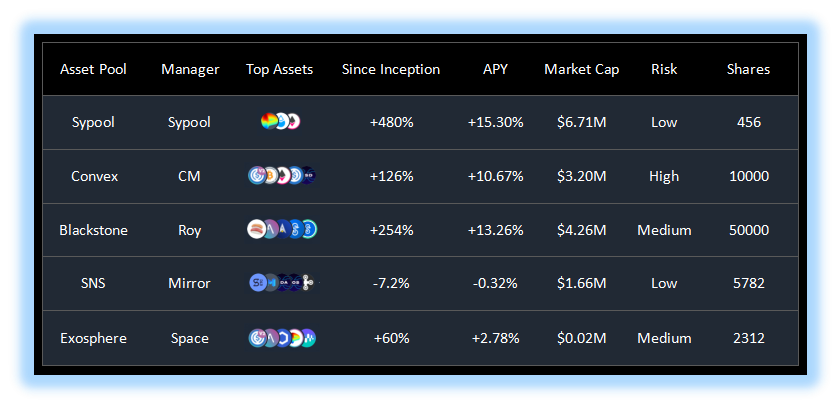 Asset Pool Manager Top Assets Since Inception APY Market Cap Risk Shares
Sypool Sypool +480% +15.30% $6.71M Low 456
Convex CM +126% +10.67% $3.20M High 10000
Blackstone Roy +254% +13.26% $4.26M Medium 50000
SNS Mirror -7.2% -0.32% $1.66M Low 5782
Exosphere Space +60% +2.78% $0.02M Medium 2312